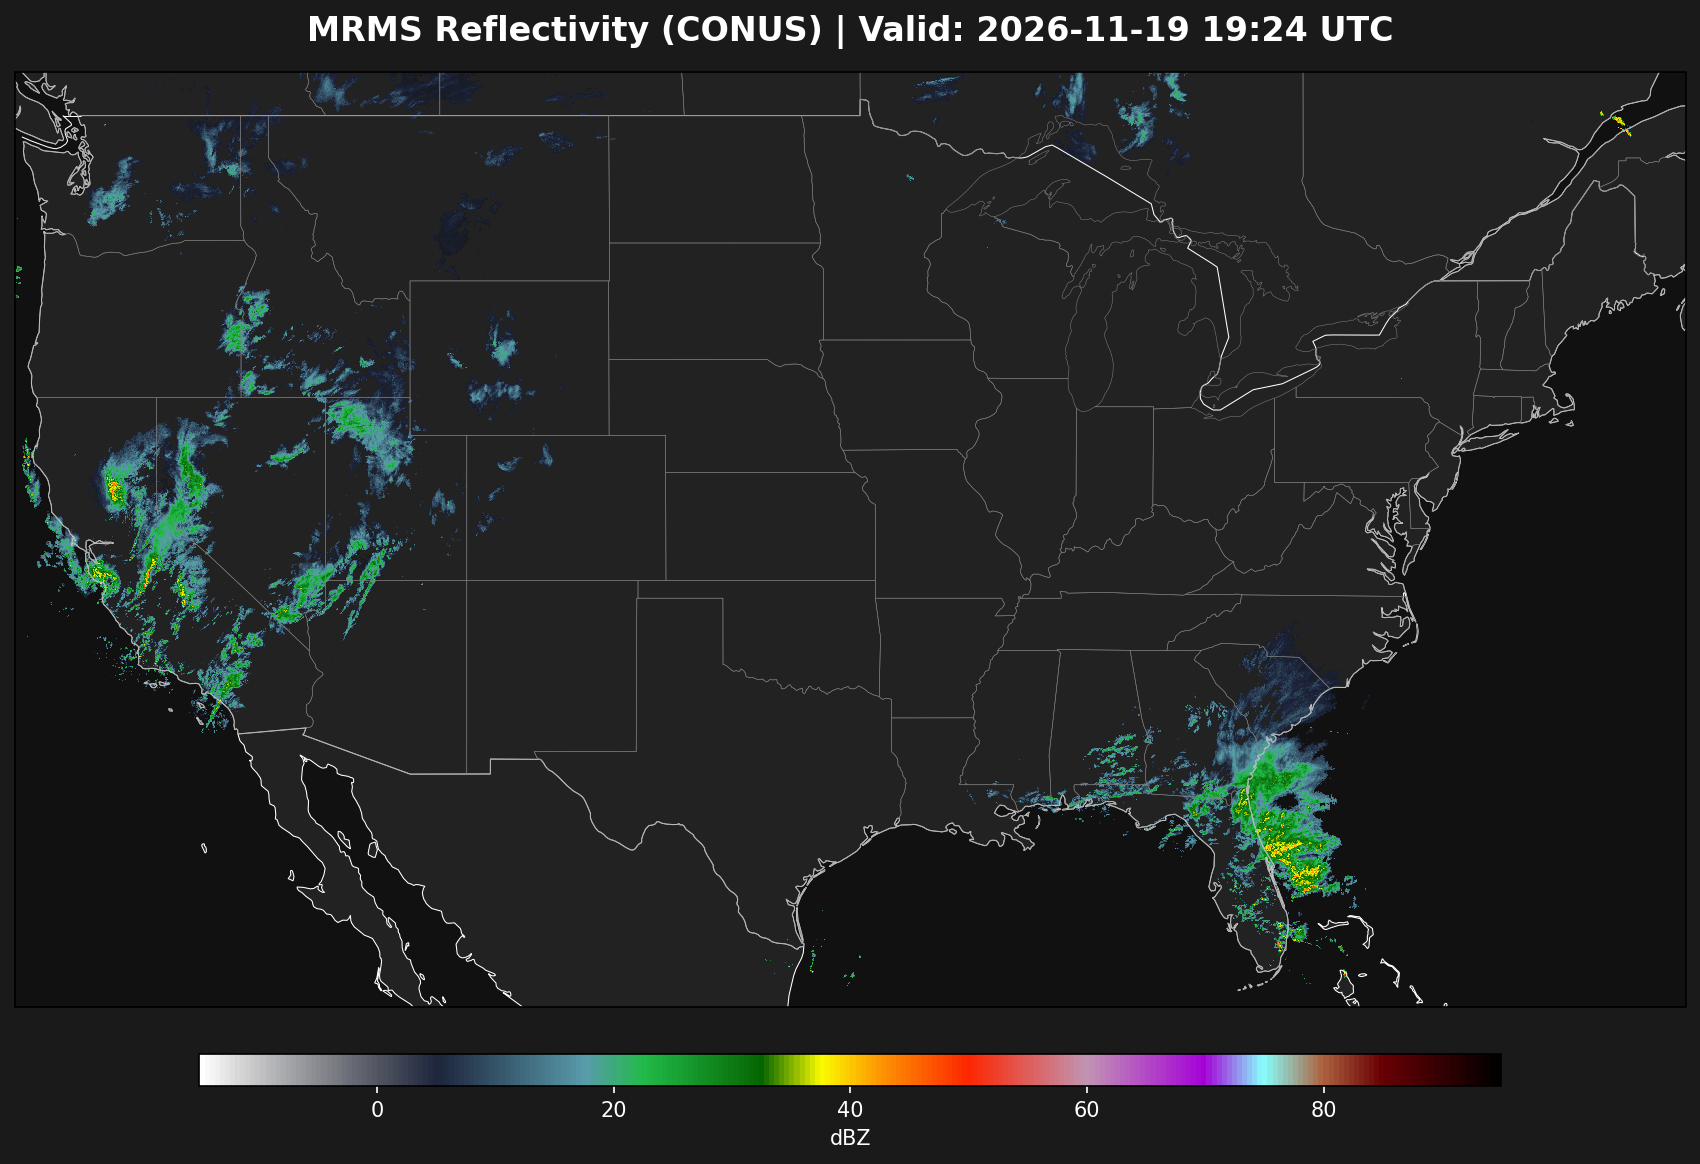 MRMS Reflectivity (CONUS) | Valid: 2026-11-19 19:24 UTC
0 20 40 60 80
dBZ